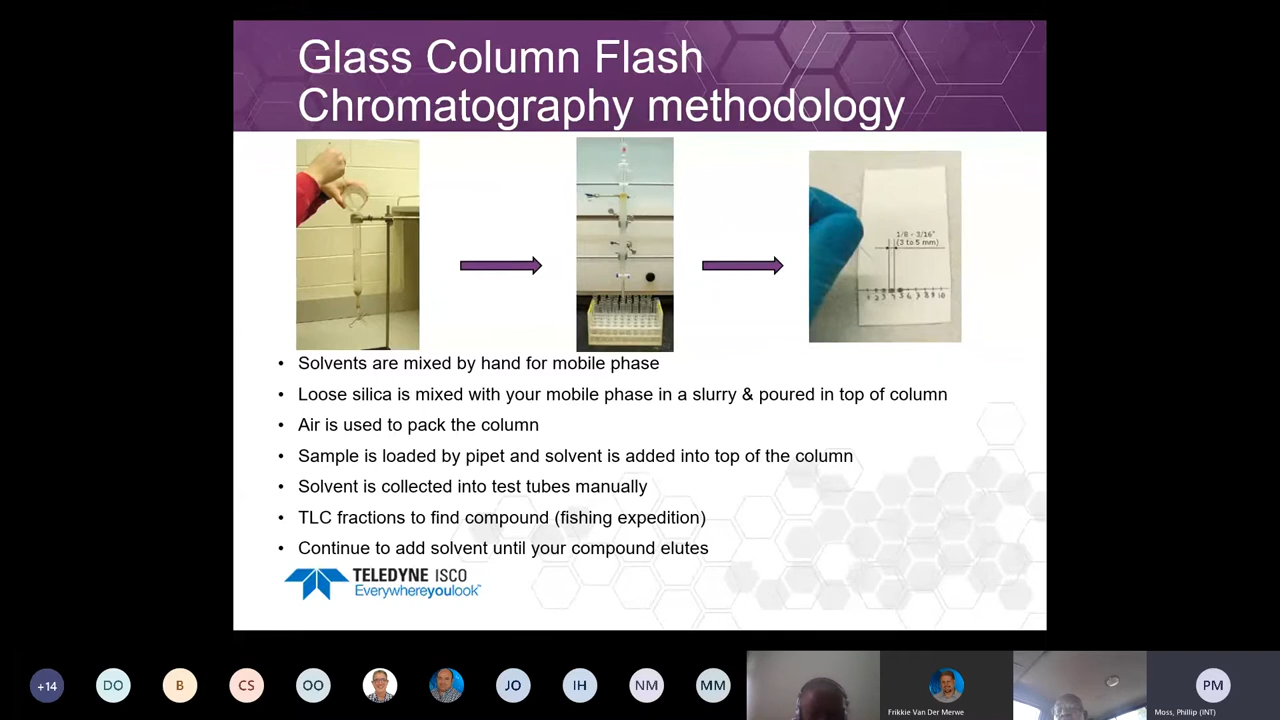 Glass Column Flash
Chromatography methodology
1/8 - 3/16"
(3 to 5 mm)
• Solvents are mixed by hand for mobile phase
• Loose silica is mixed with your mobile phase in a slurry & poured in top of column
• Air is used to pack the column
• Sample is loaded by pipet and solvent is added into top of the column
• Solvent is collected into test tubes manually
• TLC fractions to find compound (fishing expedition)
• Continue to add solvent until your compound elutes
TELEDYNE ISCO
Everywhereyoulook™
+14 DO B CS OO JO IH NM MM PM
Frikkie Van Der Merwe
Moss, Phillip (INT)